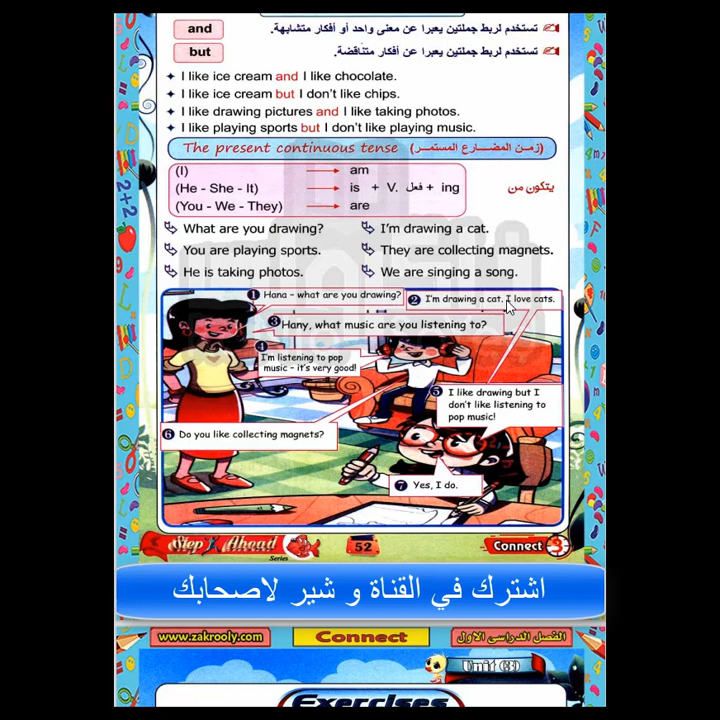 and
تستخدم لربط جملتين يعبرا عن معنى واحد أو أفكار متشابهة.
but
تستخدم لربط جملتين يعبرا عن أفكار متناقضة.
I like ice cream and I like chocolate.
I like ice cream but I don't like chips.
I like drawing pictures and I like taking photos.
I like playing sports but I don't like playing music.
The present continuous tense (زمـن المضـــارع المستمـــر)
(I) am
(He - She - It) is + V. فعل + ing يتكون من
(You - We - They) are
What are you drawing? I'm drawing a cat.
You are playing sports. They are collecting magnets.
He is taking photos. We are singing a song.
1 Hana - what are you drawing?
2 I'm drawing a cat. I love cats.
3 Hany, what music are you listening to?
4 I'm listening to pop
music - it's very good!
5 I like drawing but I
don't like listening to
pop music!
6 Do you like collecting magnets?
7 Yes, I do.
Step Ahead
Series
52
Connect 3
اشترك في القناة و شير لاصحابك
www.zakrooly.com
Connect
الفصل الدراسى الاول
Exercises